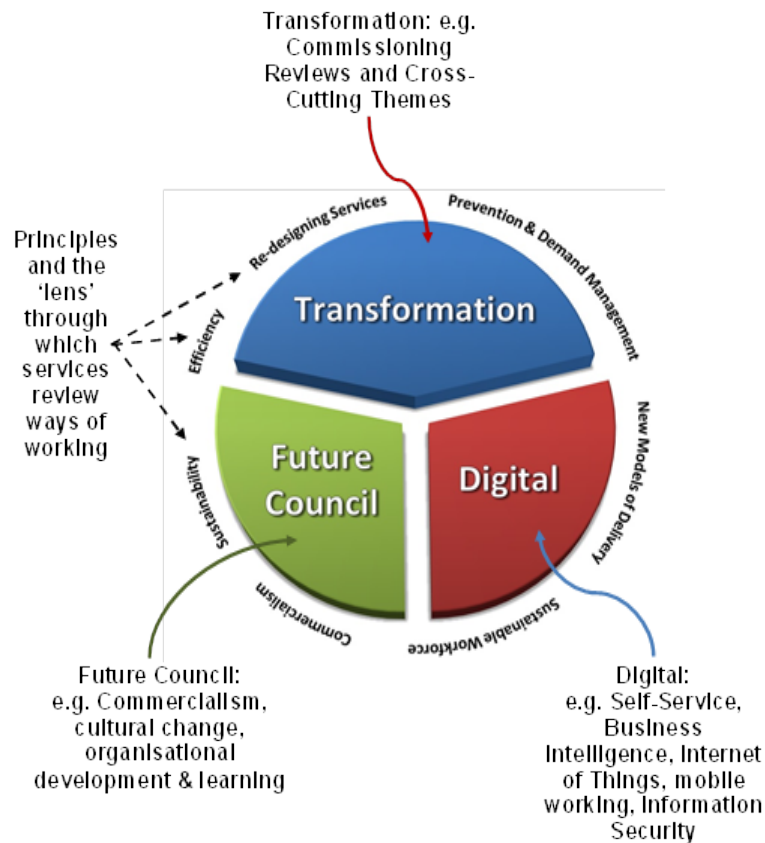 Transformation: e.g.
Commissioning
Reviews and Cross-
Cutting Themes
Principles
and the
‘lens’
through
which
services
review
ways of
working
Re-designing Services
Prevention & Demand Management
Efficiency
Transformation
New Models of Delivery
Sustainability
Future
Council
Digital
Commercialism
Sustainable Workforce
Future Council:
e.g. Commercialism,
cultural change,
organisational
development & learning
Digital:
e.g. Self-Service,
Business
Intelligence, Internet
of Things, mobile
working, Information
Security